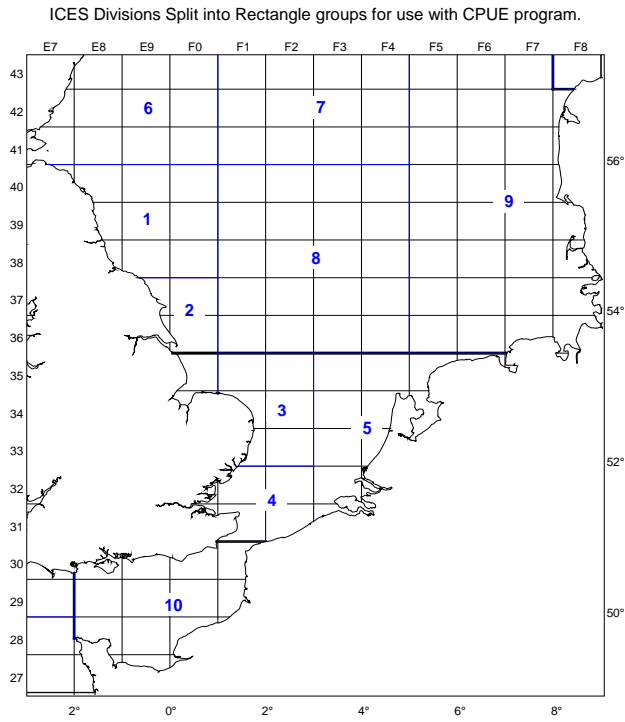 ICES Divisions Split into Rectangle groups for use with CPUE program.
E7 E8 E9 F0 F1 F2 F3 F4 F5 F6 F7 F8
43
42 6 7
41 56°
40
39 1 9
38 8
37 2 54°
36
35
34 3
33 5 52°
32 4
31
30
29 10 50°
28
27
2° 0° 2° 4° 6° 8°